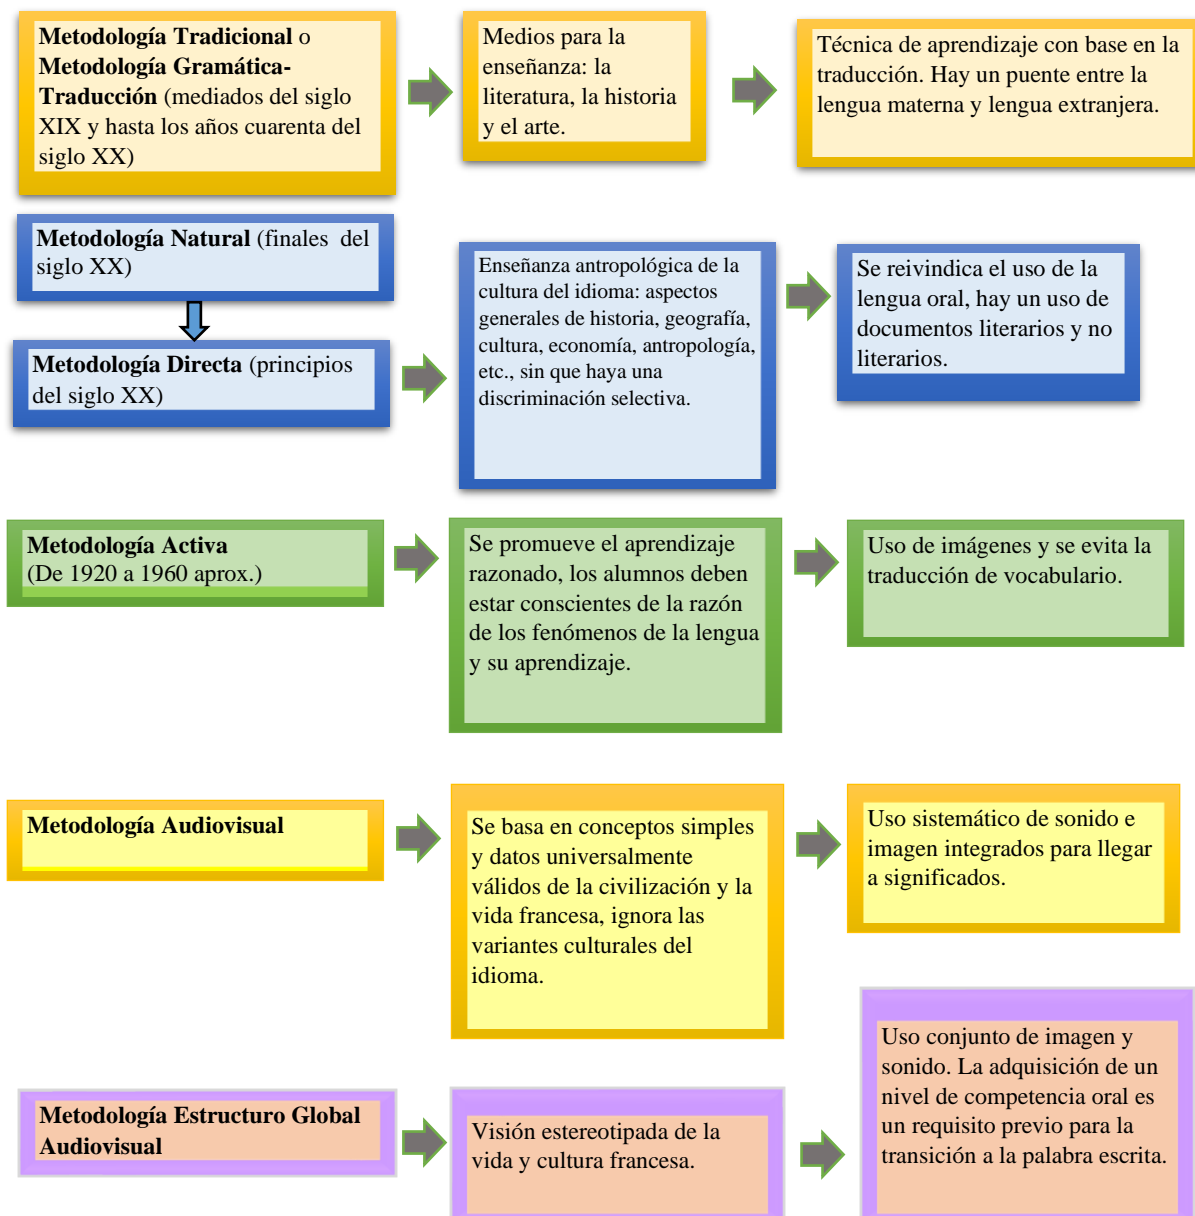 Metodología Tradicional o
Metodología Gramática-
Traducción (mediados del siglo
XIX y hasta los años cuarenta del
siglo XX)
Medios para la
enseñanza: la
literatura, la historia
y el arte.
Técnica de aprendizaje con base en la
traducción. Hay un puente entre la
lengua materna y lengua extranjera.
Metodología Natural (finales del
siglo XX)
Metodología Directa (principios
del siglo XX)
Enseñanza antropológica de la
cultura del idioma: aspectos
generales de historia, geografía,
cultura, economía, antropología,
etc., sin que haya una
discriminación selectiva.
Se reivindica el uso de la
lengua oral, hay un uso de
documentos literarios y no
literarios.
Metodología Activa
(De 1920 a 1960 aprox.)
Se promueve el aprendizaje
razonado, los alumnos deben
estar conscientes de la razón
de los fenómenos de la lengua
y su aprendizaje.
Uso de imágenes y se evita la
traducción de vocabulario.
Metodología Audiovisual
Se basa en conceptos simples
y datos universalmente
válidos de la civilización y la
vida francesa, ignora las
variantes culturales del
idioma.
Uso sistemático de sonido e
imagen integrados para llegar
a significados.
Metodología Estructuro Global
Audiovisual
Visión estereotipada de la
vida y cultura francesa.
Uso conjunto de imagen y
sonido. La adquisición de un
nivel de competencia oral es
un requisito previo para la
transición a la palabra escrita.